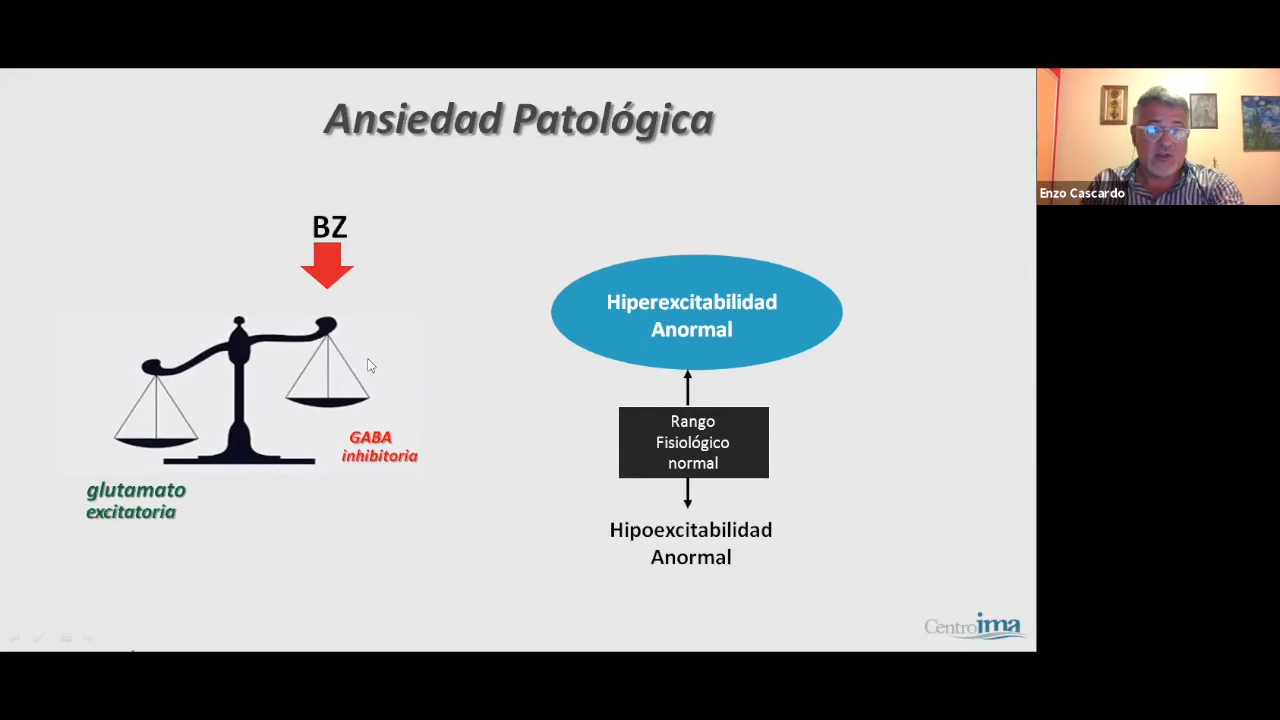 Ansiedad Patológica
BZ
GABA
inhibitoria
glutamato
excitatoria
Hiperexcitabilidad
Anormal
Rango
Fisiológico
normal
Hipoexcitabilidad
Anormal
Centroima
Enzo Cascardo